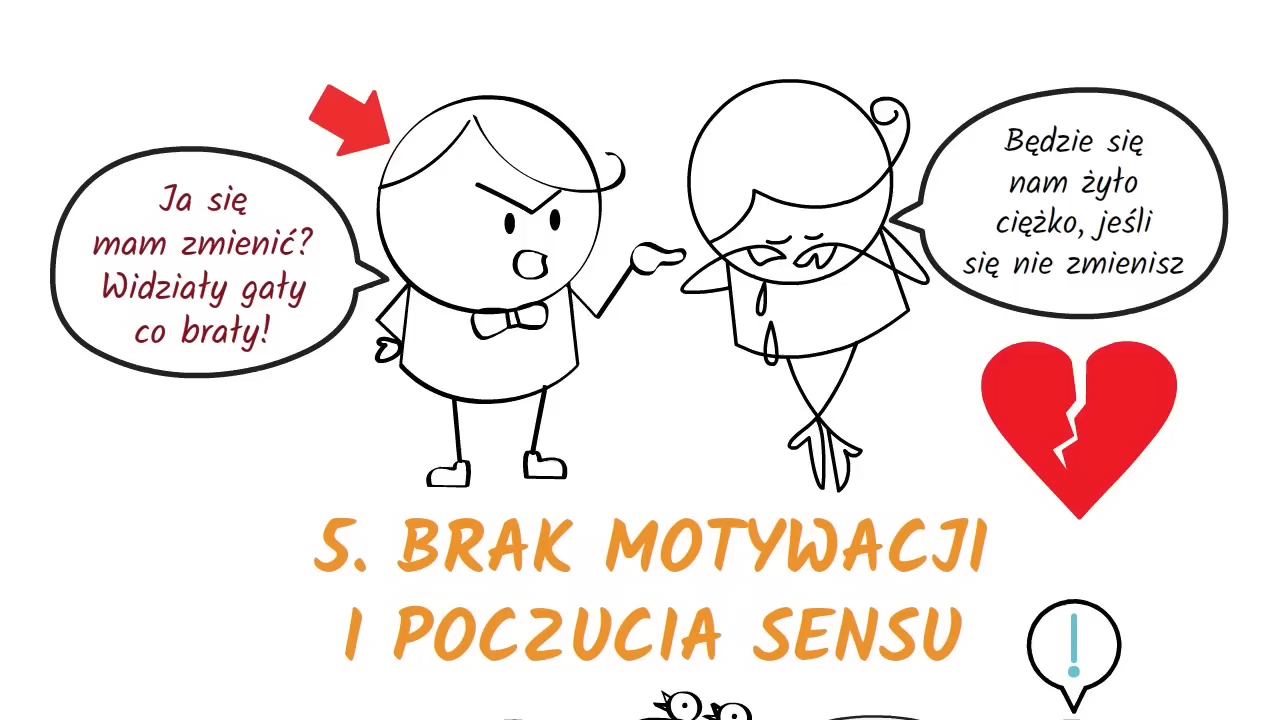 Ja się
mam zmienić?
Widziały gały
co brały!
Będzie się
nam żyło
ciężko, jeśli
się nie zmienisz
5. BRAK MOTYWACJI
I POCZUCIA SENSU
!